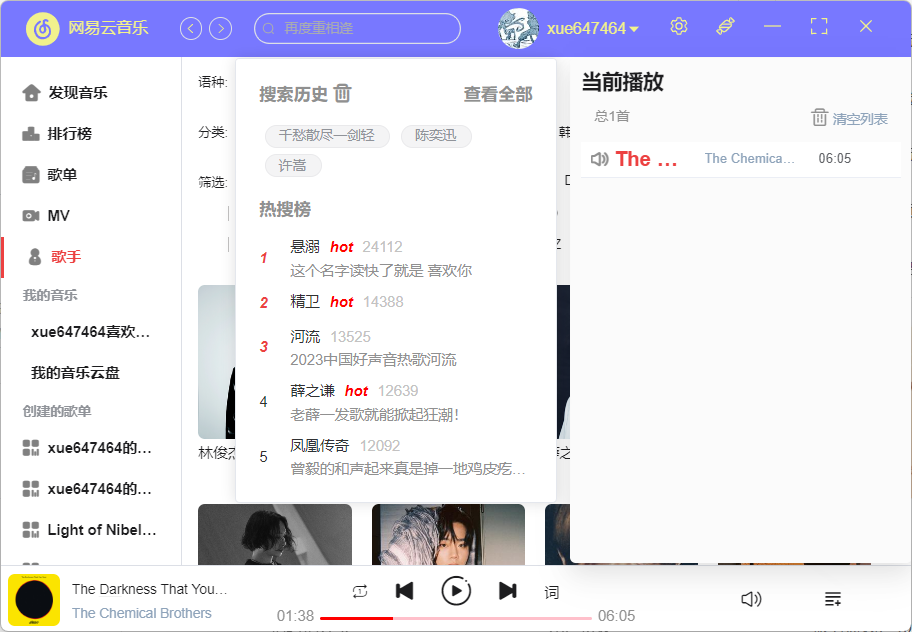 网易云音乐
再度重相逢
xue647464
发现音乐
排行榜
歌单
MV
歌手
我的音乐
xue647464喜欢…
我的音乐云盘
创建的歌单
xue647464的…
xue647464的…
Light of Nibel…
语种:
分类:
筛选:
韩
林俊杰
搜索历史
查看全部
千愁散尽一剑轻
陈奕迅
许嵩
热搜榜
1 悬溺 hot 24112
这个名字读快了就是 喜欢你
2 精卫 hot 14388
3 河流 13525
2023中国好声音热歌河流
4 薛之谦 hot 12639
老薛一发歌就能掀起狂潮！
5 凤凰传奇 12092
曾毅的和声起来真是掉一地鸡皮疙…
当前播放
总1首
清空列表
The … The Chemica… 06:05
The Darkness That You…
The Chemical Brothers
1
词
01:38
06:05